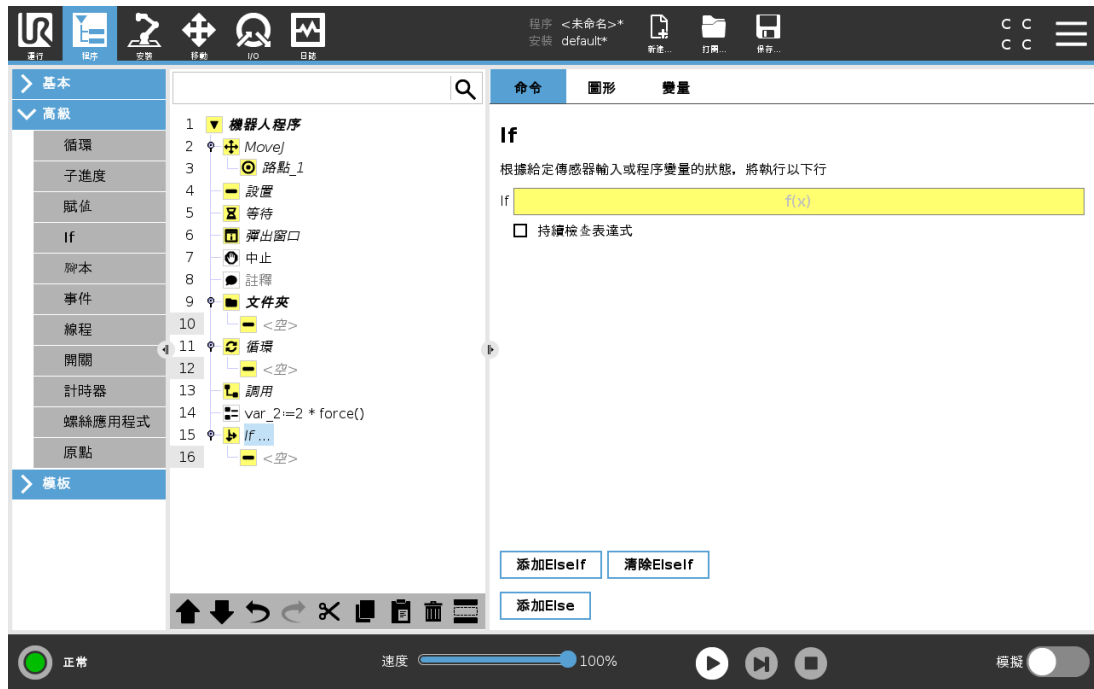 UR
運行
程序
安裝
移動
I/O
日誌
程序 <未命名>*
安裝 default*
新建...
打開...
保存...
C C
C C
基本
高級
循環
子進度
賦值
If
腳本
事件
線程
開關
計時器
螺絲應用程式
原點
模板
1 機器人程序
2 MoveJ
3 路點_1
4 設置
5 等待
6 彈出窗口
7 中止
8 註釋
9 文件夾
10 <空>
11 循環
12 <空>
13 調用
14 var_2:=2 * force()
15 If ...
16 <空>
命令 圖形 變量
If
根據給定傳感器輸入或程序變量的狀態，將執行以下行
If f(x)
持續檢查表達式
添加ElseIf 清除ElseIf
添加Else
正常
速度 100%
模擬